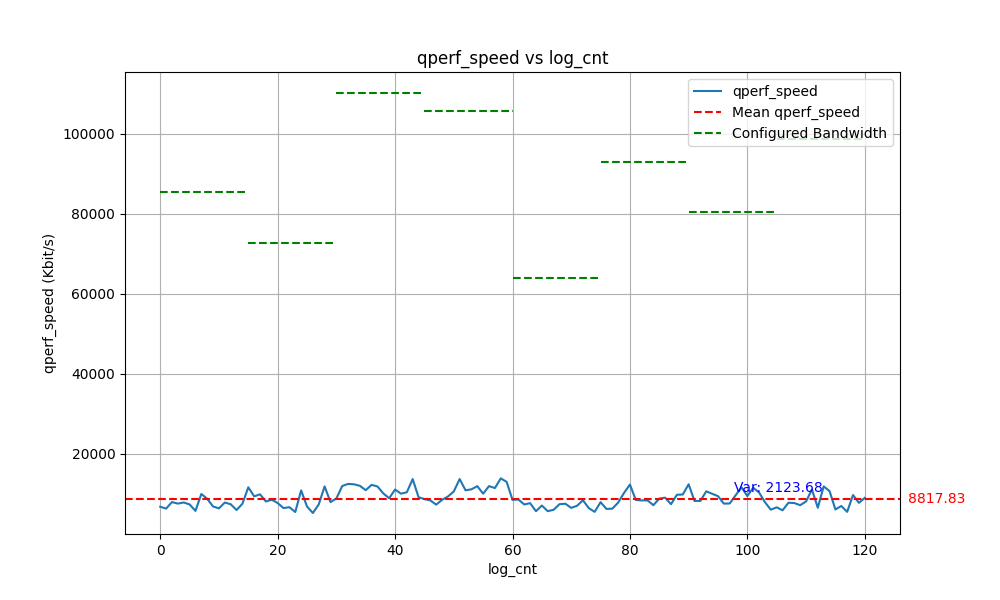 qperf_speed vs log_cnt
qperf_speed
Mean qperf_speed
Configured Bandwidth
qperf_speed (Kbit/s)
100000
80000
60000
40000
20000
Var: 2123.68
8817.83
0 20 40 60 80 100 120
log_cnt